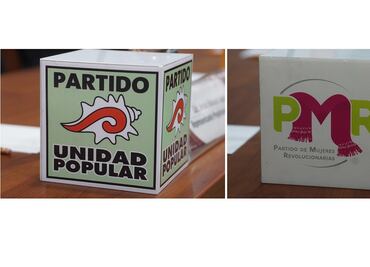 PARTIDO
UNIDAD
POPULAR
PARTIDO
UNIDAD
POPULAR
PMR
PARTIDO DE MUJERES
REVOLUCIONARIAS